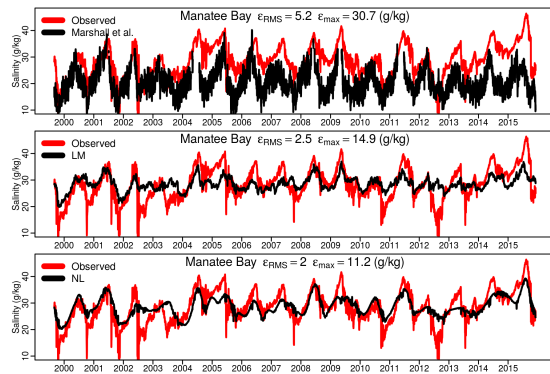 Manatee Bay εRMS = 5.2 εmax = 30.7 (g/kg)
Observed
Marshall et al.
Salinity (g/kg)
40
30
20
10
2000 2001 2002 2003 2004 2005 2006 2007 2008 2009 2010 2011 2012 2013 2014 2015
Manatee Bay εRMS = 2.5 εmax = 14.9 (g/kg)
Observed
LM
Salinity (g/kg)
40
30
20
10
2000 2001 2002 2003 2004 2005 2006 2007 2008 2009 2010 2011 2012 2013 2014 2015
Manatee Bay εRMS = 2 εmax = 11.2 (g/kg)
Observed
NL
Salinity (g/kg)
40
30
20
10
2000 2001 2002 2003 2004 2005 2006 2007 2008 2009 2010 2011 2012 2013 2014 2015